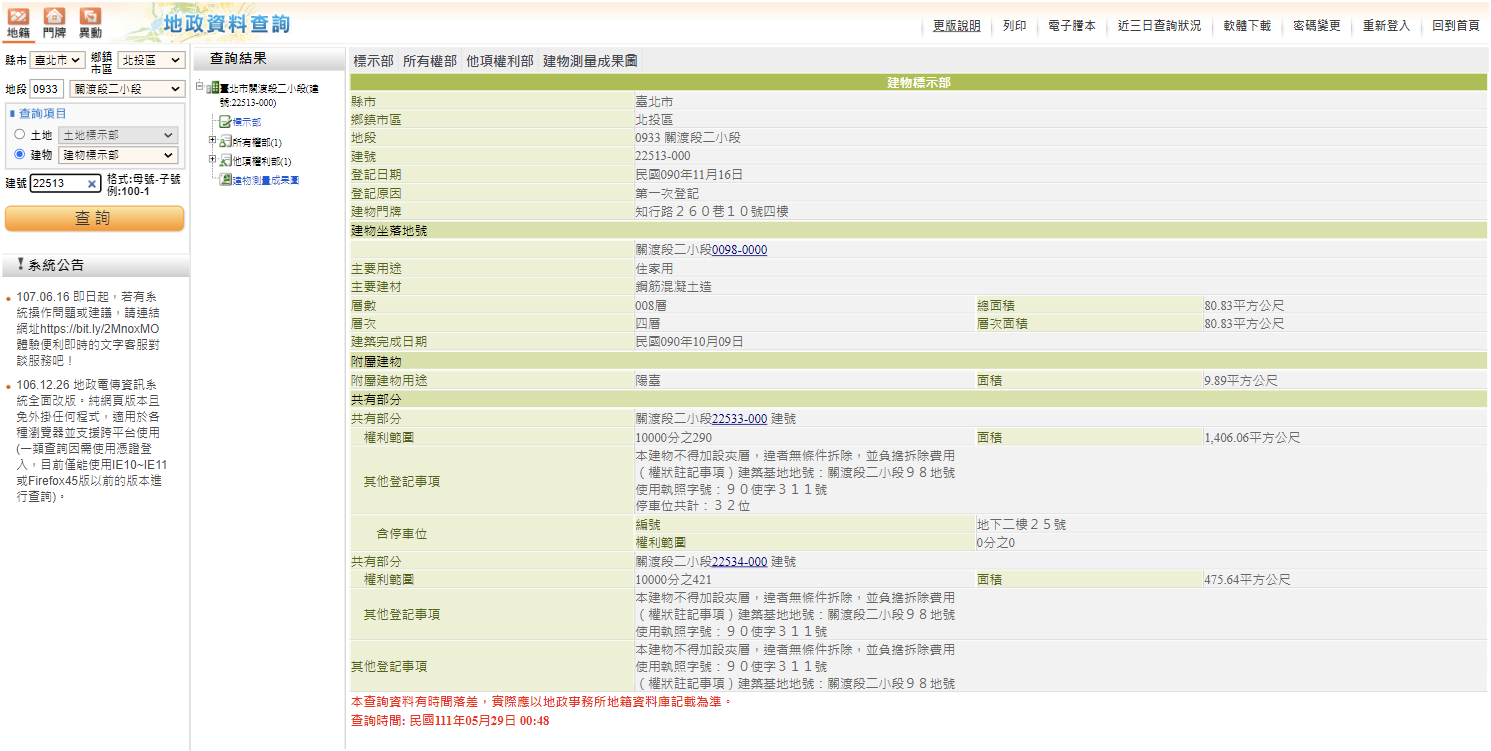 地籍 門牌 異動
地政資料查詢
更版說明 列印 電子謄本 近三日查詢狀況 軟體下載 密碼變更 重新登入 回到首頁
縣市 臺北市 鄉鎮市區 北投區
地段 0933 關渡段二小段
查詢項目
土地 土地標示部
建物 建物標示部
建號 22513 格式:母號-子號
例:100-1
查詢
系統公告
107.06.16 即日起，若有系
統操作問題或建議，請連結
網址https://bit.ly/2MnoxMO
體驗便利即時的文字客服對
談服務吧！
106.12.26 地政電傳資訊系
統全面改版。純網頁版本且
免外掛任何程式，適用於各
種瀏覽器並支援跨平台使用
(一類查詢因需使用憑證登
入，目前僅能使用IE10~IE11
或Firefox45版以前的版本進
行查詢)。
查詢結果
臺北市關渡段二小段(建
號:22513-000)
標示部
所有權部(1)
他項權利部(1)
建物測量成果圖
標示部 所有權部 他項權利部 建物測量成果圖
建物標示部
縣市 臺北市
鄉鎮市區 北投區
地段 0933 關渡段二小段
建號 22513-000
登記日期 民國090年11月16日
登記原因 第一次登記
建物門牌 知行路２６０巷１０號四樓
建物坐落地號
關渡段二小段0098-0000
主要用途 住家用
主要建材 鋼筋混凝土造
層數 008層 總面積 80.83平方公尺
層次 四層 層次面積 80.83平方公尺
建築完成日期 民國090年10月09日
附屬建物
附屬建物用途 陽臺 面積 9.89平方公尺
共有部分
共有部分 關渡段二小段22533-000 建號
權利範圍 10000分之290 面積 1,406.06平方公尺
其他登記事項
本建物不得加設夾層，違者無條件拆除，並負擔拆除費用
（權狀註記事項）建築基地地號：關渡段二小段９８地號
使用執照字號：９０使字３１１號
停車位共計：３２位
含停車位
編號 地下二樓２５號
權利範圍 0分之0
共有部分 關渡段二小段22534-000 建號
權利範圍 10000分之421 面積 475.64平方公尺
其他登記事項
本建物不得加設夾層，違者無條件拆除，並負擔拆除費用
（權狀註記事項）建築基地地號：關渡段二小段９８地號
使用執照字號：９０使字３１１號
其他登記事項
本建物不得加設夾層，違者無條件拆除，並負擔拆除費用
使用執照字號：９０使字３１１號
（權狀註記事項）建築基地地號：關渡段二小段９８地號
本查詢資料有時間落差，實際應以地政事務所地籍資料庫記載為準。
查詢時間: 民國111年05月29日 00:48